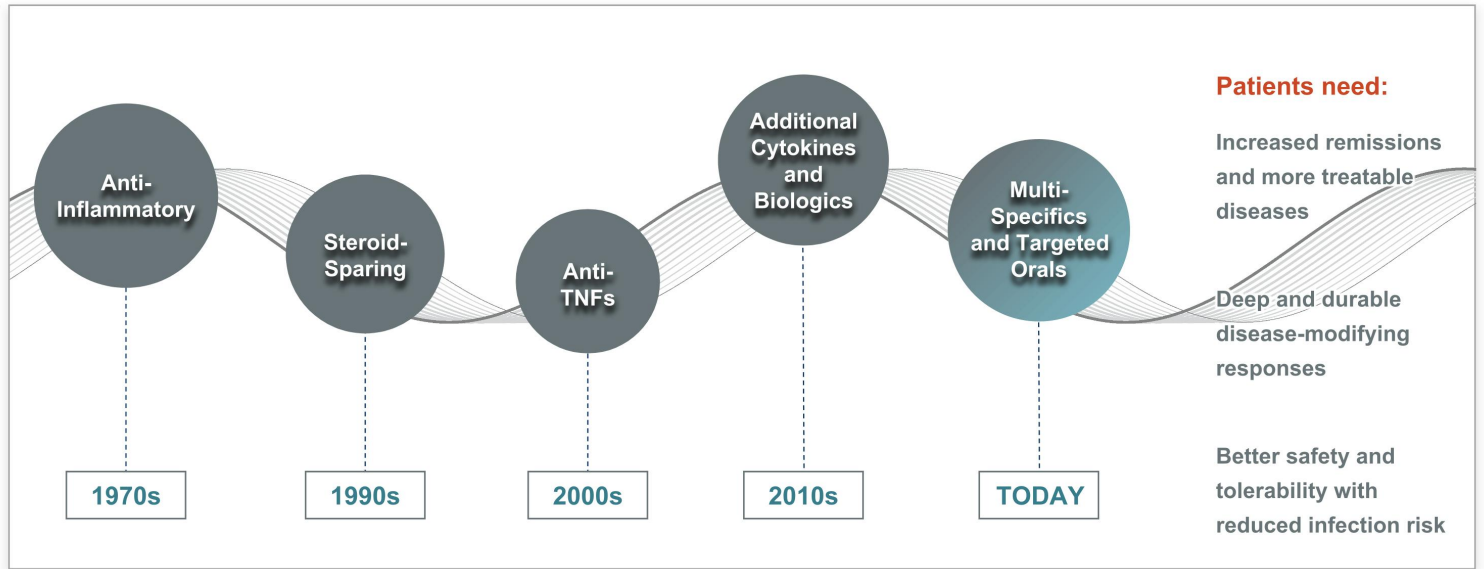 Anti-
Inflammatory
Steroid-
Sparing
Anti-
TNFs
Additional
Cytokines
and
Biologics
Multi-
Specifics
and Targeted
Orals
1970s
1990s
2000s
2010s
TODAY
Patients need:
Increased remissions
and more treatable
diseases
Deep and durable
disease-modifying
responses
Better safety and
tolerability with
reduced infection risk